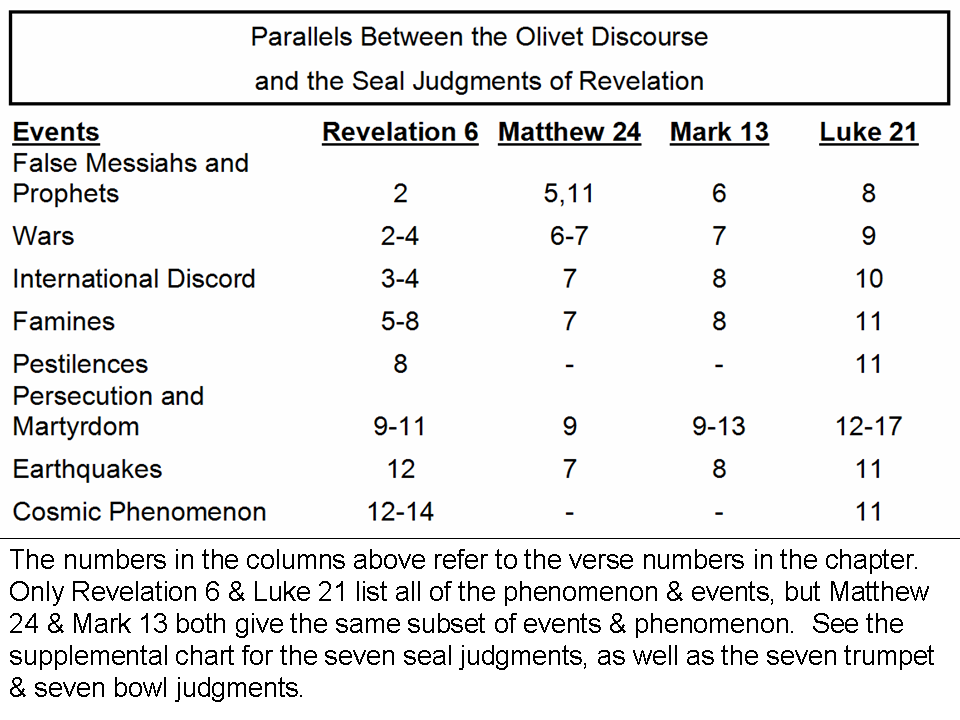 Parallels Between the Olivet Discourse
and the Seal Judgments of Revelation
Events Revelation 6 Matthew 24 Mark 13 Luke 21
False Messiahs and
Prophets 2 5,11 6 8
Wars 2-4 6-7 7 9
International Discord 3-4 7 8 10
Famines 5-8 7 8 11
Pestilences 8 - - 11
Persecution and
Martyrdom 9-11 9 9-13 12-17
Earthquakes 12 7 8 11
Cosmic Phenomenon 12-14 - - 11
The numbers in the columns above refer to the verse numbers in the chapter.
Only Revelation 6 & Luke 21 list all of the phenomenon & events, but Matthew
24 & Mark 13 both give the same subset of events & phenomenon.  See the
supplemental chart for the seven seal judgments, as well as the seven trumpet
& seven bowl judgments.